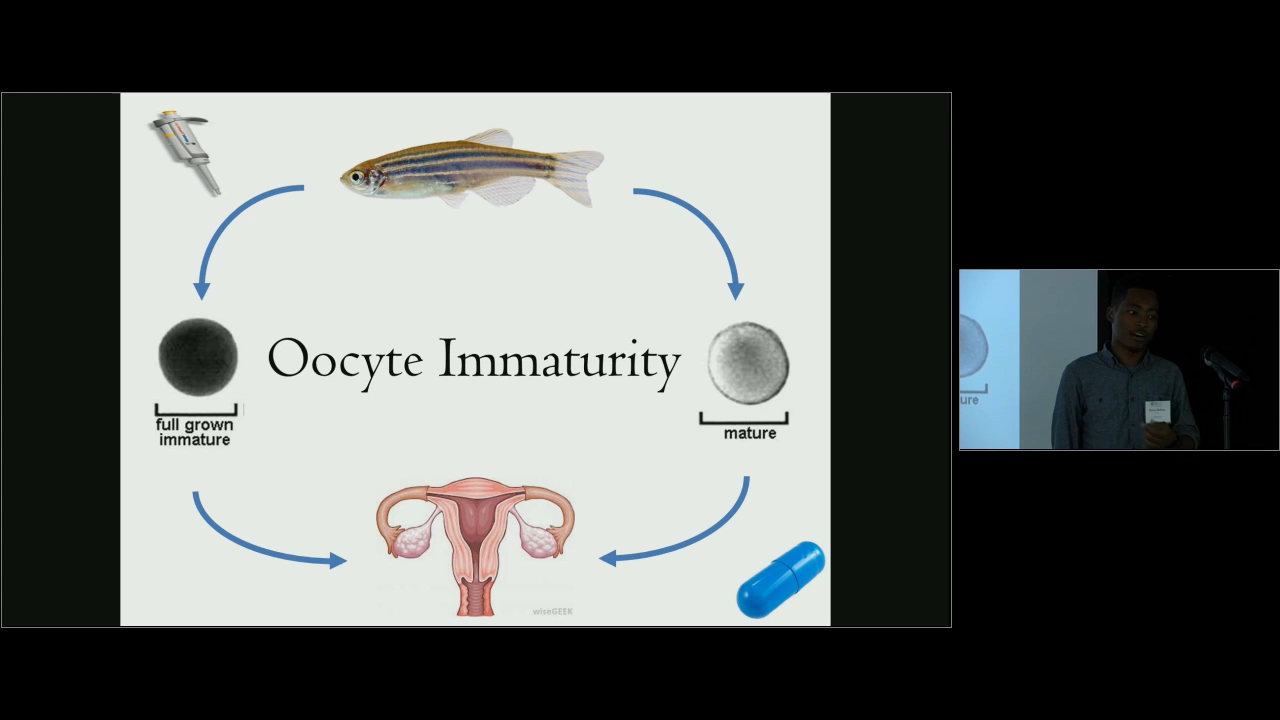 Oocyte Immaturity
full grown
immature
mature
wiseGEEK
ure